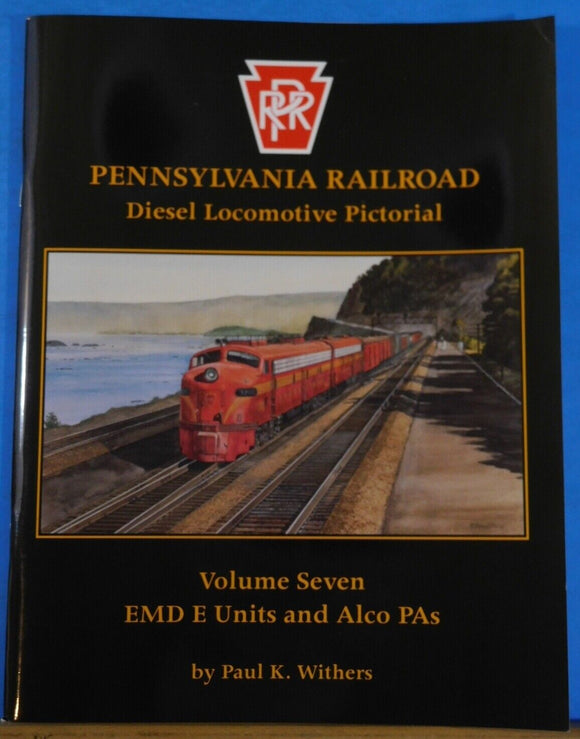 PRR
PENNSYLVANIA RAILROAD
Diesel Locomotive Pictorial
Volume Seven
EMD E Units and Alco PAs
by Paul K. Withers